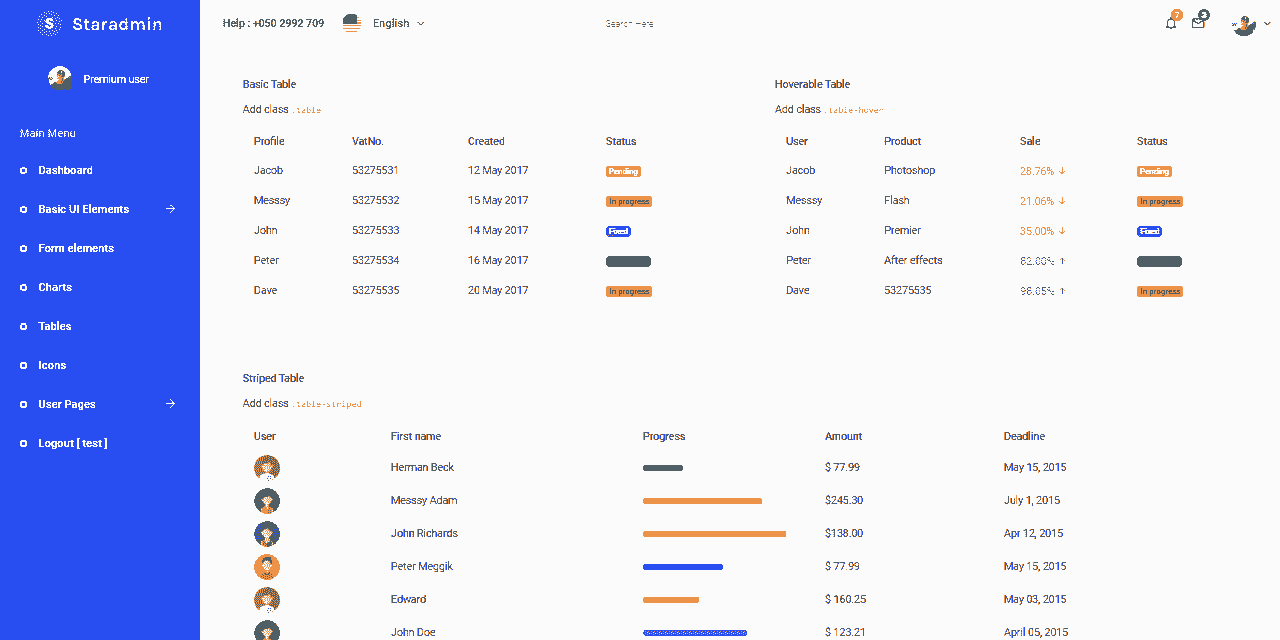 Staradmin
Help : +050 2992 709
English
Search Here
7
3
Premium user
Main Menu
Dashboard
Basic UI Elements
Form elements
Charts
Tables
Icons
User Pages
Logout [ test ]
Basic Table
Add class .table
Profile VatNo. Created Status
Jacob 53275531 12 May 2017 Pending
Messsy 53275532 15 May 2017 In progress
John 53275533 14 May 2017 Fixed
Peter 53275534 16 May 2017
Dave 53275535 20 May 2017 In progress
Hoverable Table
Add class .table-hover
User Product Sale Status
Jacob Photoshop 28.76% ↓ Pending
Messsy Flash 21.06% ↓ In progress
John Premier 35.00% ↓ Fixed
Peter After effects 82.00% ↑
Dave 53275535 98.05% ↑ In progress
Striped Table
Add class .table-striped
User First name Progress Amount Deadline
Herman Beck $ 77.99 May 15, 2015
Messsy Adam $245.30 July 1, 2015
John Richards $138.00 Apr 12, 2015
Peter Meggik $ 77.99 May 15, 2015
Edward $ 160.25 May 03, 2015
John Doe $ 123.21 April 05, 2015